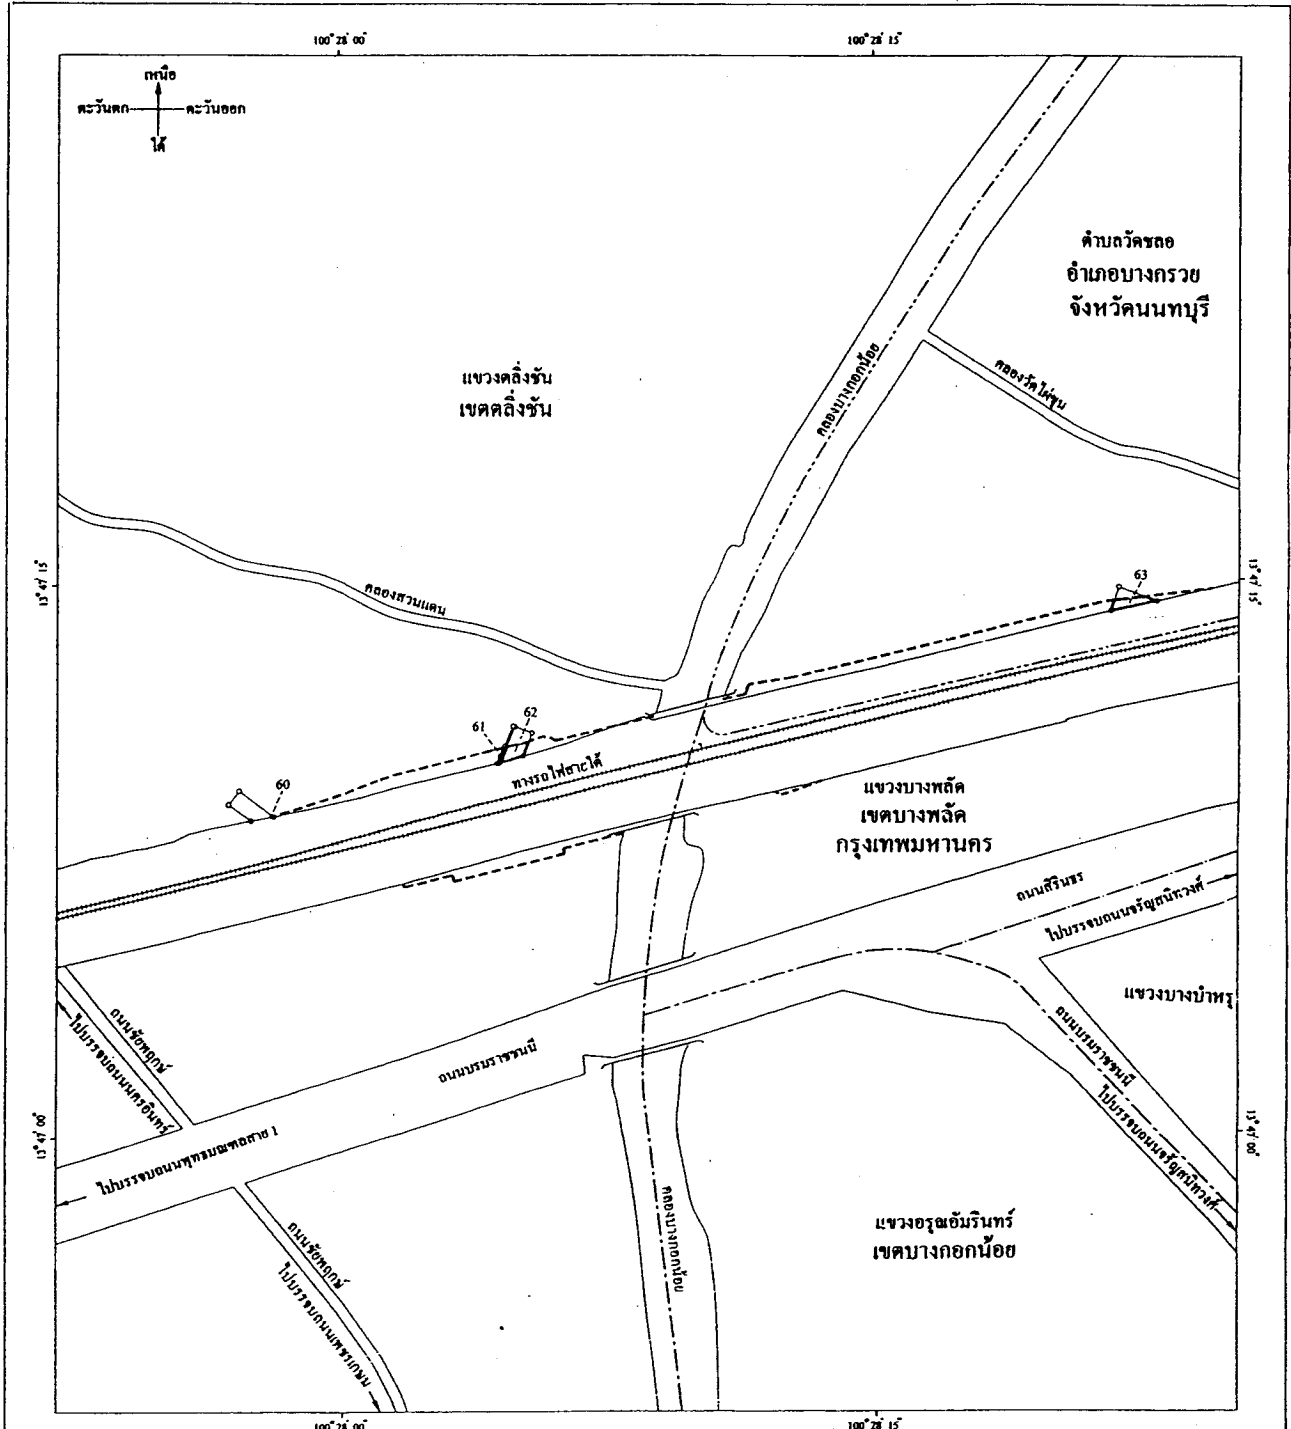 100° 28' 00"
100° 28' 15"
เหนือ
ตะวันตก
ตะวันออก
ใต้
ตำบลวัดชลอ
อำเภอบางกรวย
จังหวัดนนทบุรี
แขวงตลิ่งชัน
เขตตลิ่งชัน
คลองบางกอกน้อย
คลองวัดไผ่ขุน
13° 47' 15"
13° 47' 15"
คลองสวนแดน
63
62
61
60
ทางรถไฟสายใต้
แขวงบางพลัด
เขตบางพลัด
กรุงเทพมหานคร
ถนนสิรินธร
ไปบรรจบถนนจรัญสนิทวงศ์
แขวงบางบำหรุ
ถนนชัยพฤกษ์
ไปบรรจบถนนนครอินทร์
ถนนบรมราชชนนี
ถนนบรมราชชนนี
ไปบรรจบถนนจรัญสนิทวงศ์
13° 47' 00"
13° 47' 00"
ไปบรรจบถนนพุทธมณฑลสาย 1
คลองบางกอกน้อย
แขวงอรุณอัมรินทร์
เขตบางกอกน้อย
ถนนชัยพฤกษ์
ไปบรรจบถนนเพชรเกษม
100° 28' 00"
100° 28' 15"